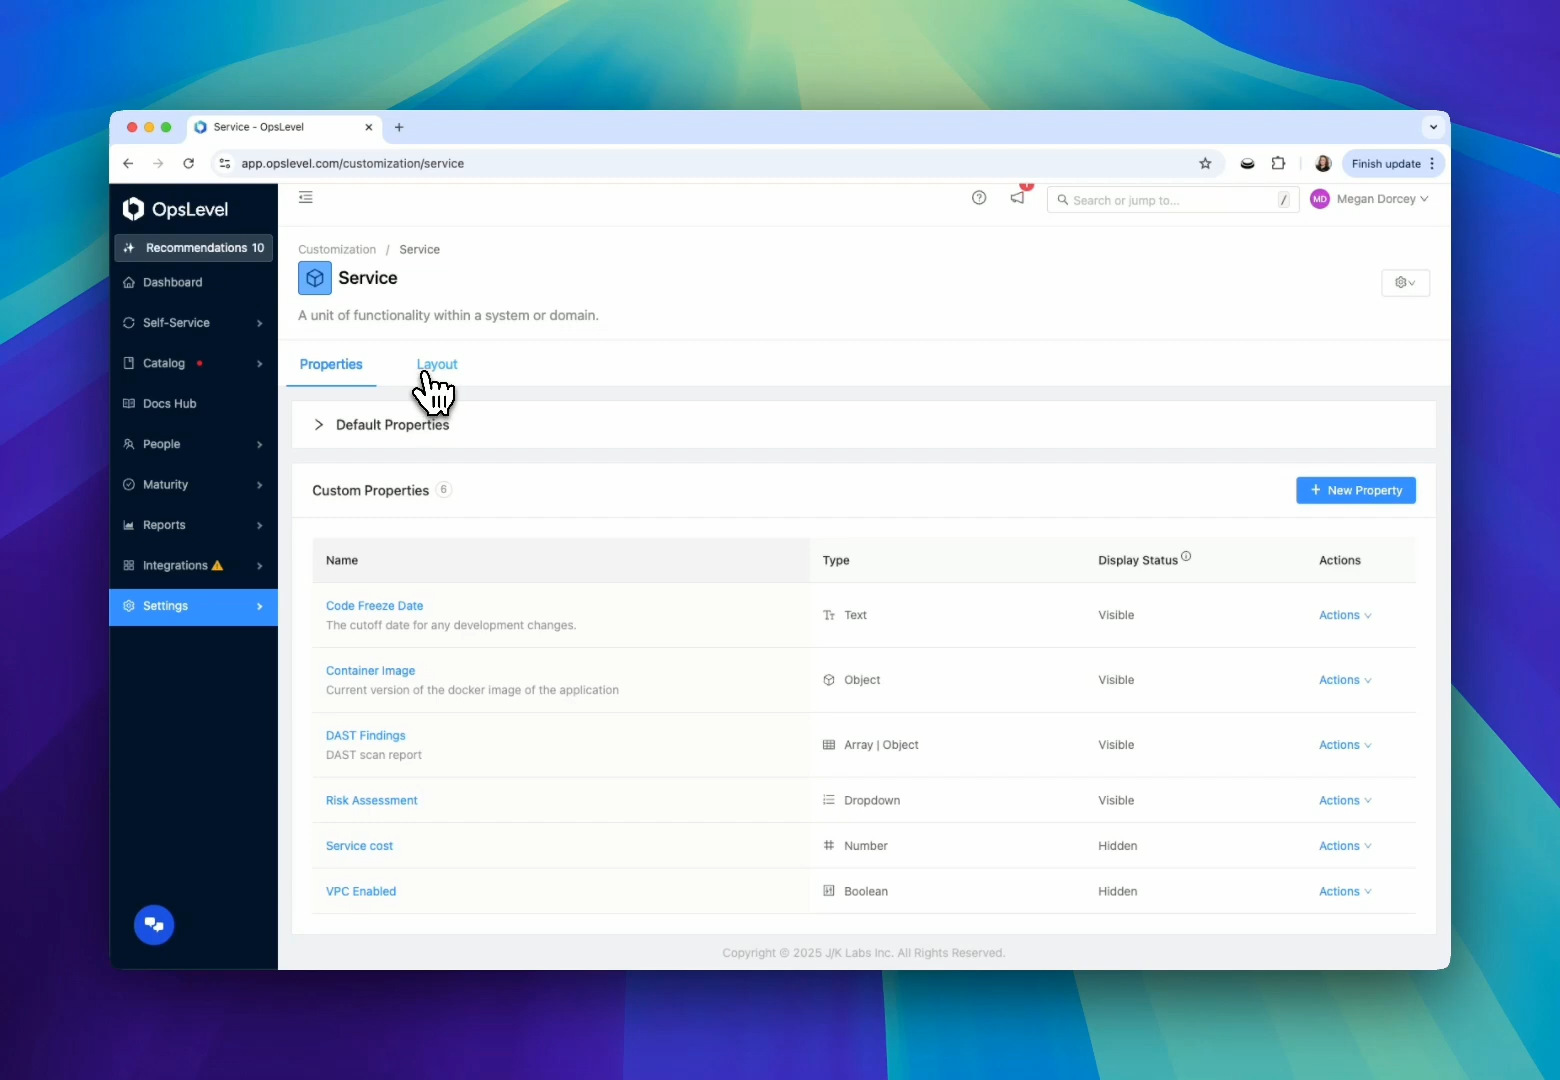 Service - OpsLevel
app.opslevel.com/customization/service
Finish update
OpsLevel
Search or jump to...
/
MD
Megan Dorcey
Recommendations 10
Dashboard
Self-Service
Catalog
Docs Hub
People
Maturity
Reports
Integrations
Settings
Customization / Service
Service
A unit of functionality within a system or domain.
Properties
Layout
Default Properties
Custom Properties 6
+ New Property
Name
Type
Display Status
Actions
Code Freeze Date
The cutoff date for any development changes.
Text
Visible
Actions
Container Image
Current version of the docker image of the application
Object
Visible
Actions
DAST Findings
DAST scan report
Array | Object
Visible
Actions
Risk Assessment
Dropdown
Visible
Actions
Service cost
Number
Hidden
Actions
VPC Enabled
Boolean
Hidden
Actions
Copyright © 2025 J/K Labs Inc. All Rights Reserved.